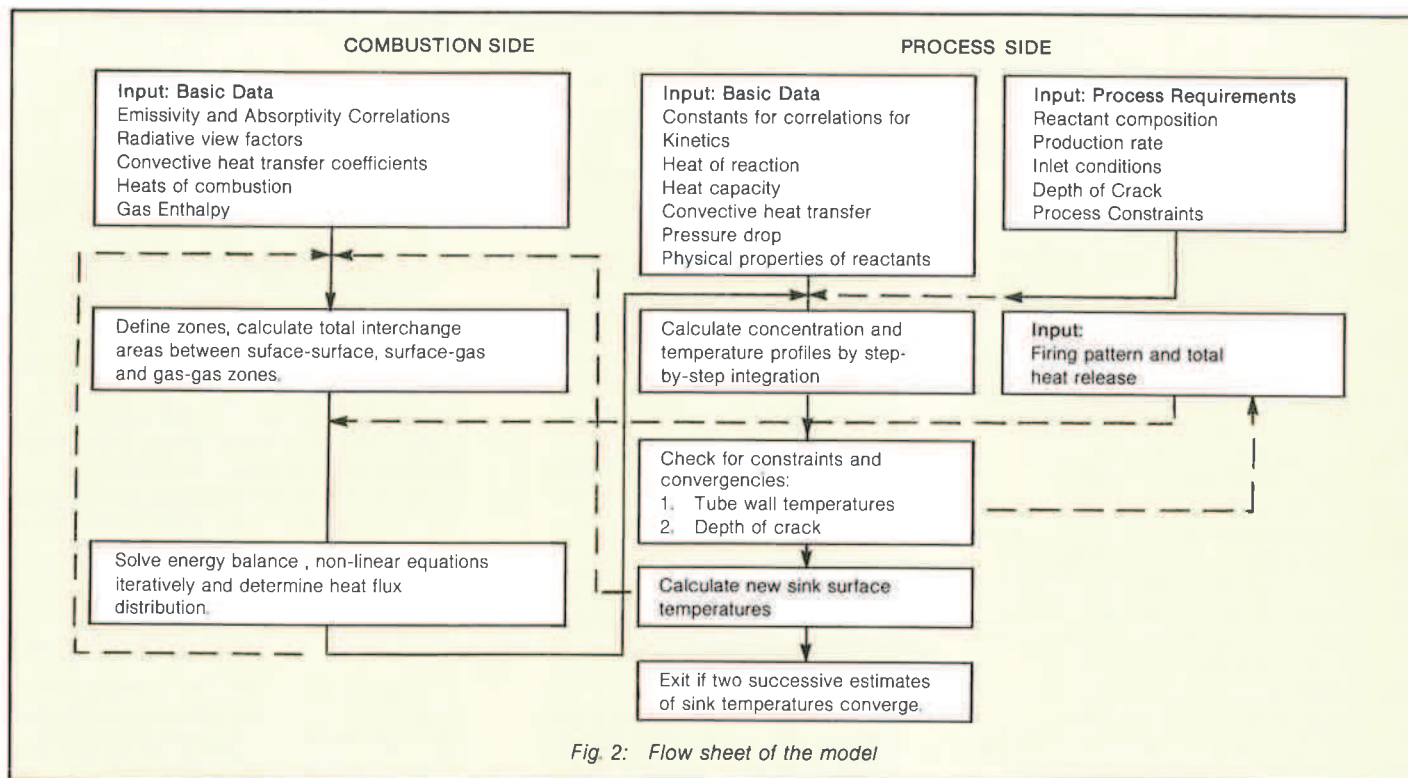 COMBUSTION SIDE
PROCESS SIDE
Input: Basic Data
Emissivity and Absorptivity Correlations
Radiative view factors
Convective heat transfer coefficients
Heats of combustion
Gas Enthalpy
Input: Basic Data
Constants for correlations for
Kinetics
Heat of reaction
Heat capacity
Convective heat transfer
Pressure drop
Physical properties of reactants
Input: Process Requirements
Reactant composition
Production rate
Inlet conditions
Depth of Crack
Process Constraints
Define zones, calculate total interchange
areas between suface-surface, surface-gas
and gas-gas zones.
Calculate concentration and
temperature profiles by step-
by-step integration
Input:
Firing pattern and total
heat release
Check for constraints and
convergencies:
1. Tube wall temperatures
2. Depth of crack
Solve energy balance , non-linear equations
iteratively and determine heat flux
distribution.
Calculate new sink surface
temperatures
Exit if two successive estimates
of sink temperatures converge.
Fig. 2: Flow sheet of the model